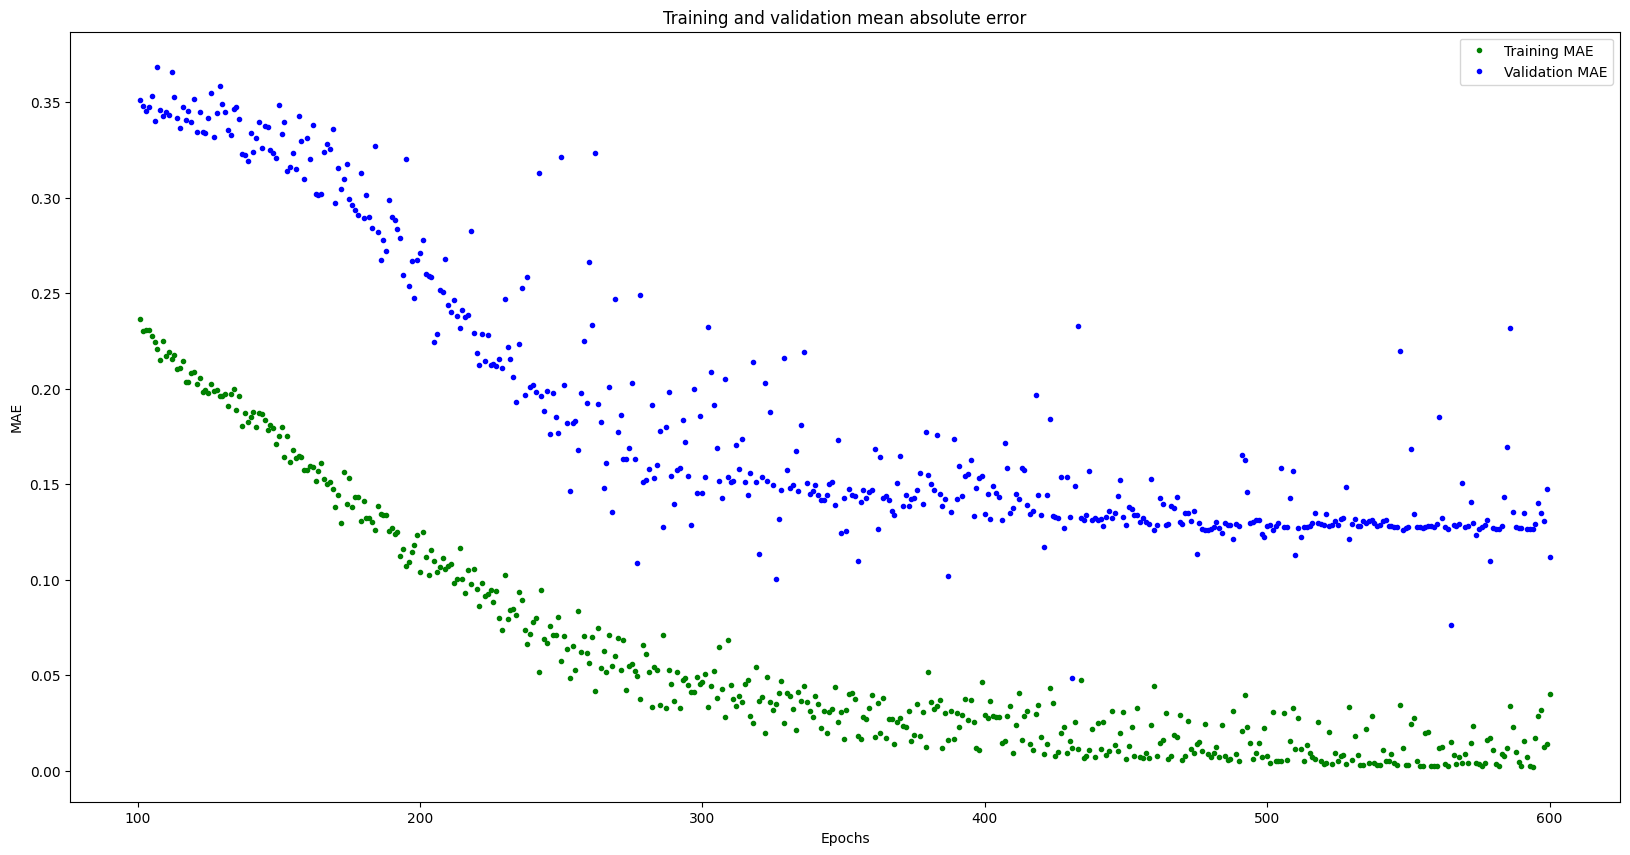 Training and validation mean absolute error
Training MAE
Validation MAE
0.35
0.30
0.25
0.20
0.15
0.10
0.05
0.00
MAE
100
200
300
400
500
600
Epochs